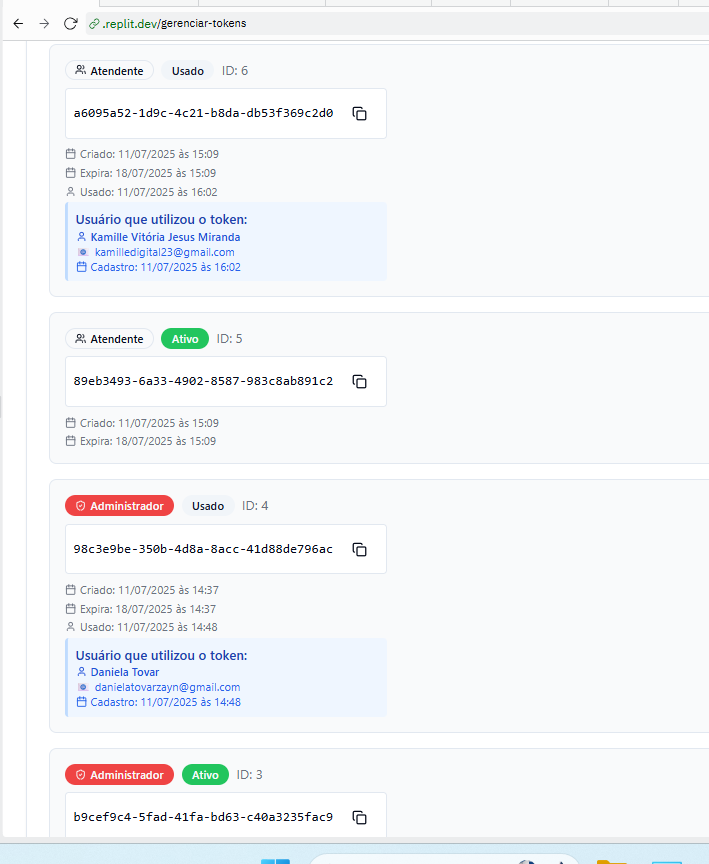 .replit.dev/gerenciar-tokens
Atendente Usado ID: 6
a6095a52-1d9c-4c21-b8da-db53f369c2d0
Criado: 11/07/2025 às 15:09
Expira: 18/07/2025 às 15:09
Usado: 11/07/2025 às 16:02
Usuário que utilizou o token:
Kamille Vitória Jesus Miranda
kamilledigital23@gmail.com
Cadastro: 11/07/2025 às 16:02
Atendente Ativo ID: 5
89eb3493-6a33-4902-8587-983c8ab891c2
Criado: 11/07/2025 às 15:09
Expira: 18/07/2025 às 15:09
Administrador Usado ID: 4
98c3e9be-350b-4d8a-8acc-41d88de796ac
Criado: 11/07/2025 às 14:37
Expira: 18/07/2025 às 14:37
Usado: 11/07/2025 às 14:48
Usuário que utilizou o token:
Daniela Tovar
danielatovarzayn@gmail.com
Cadastro: 11/07/2025 às 14:48
Administrador Ativo ID: 3
b9cef9c4-5fad-41fa-bd63-c40a3235fac9